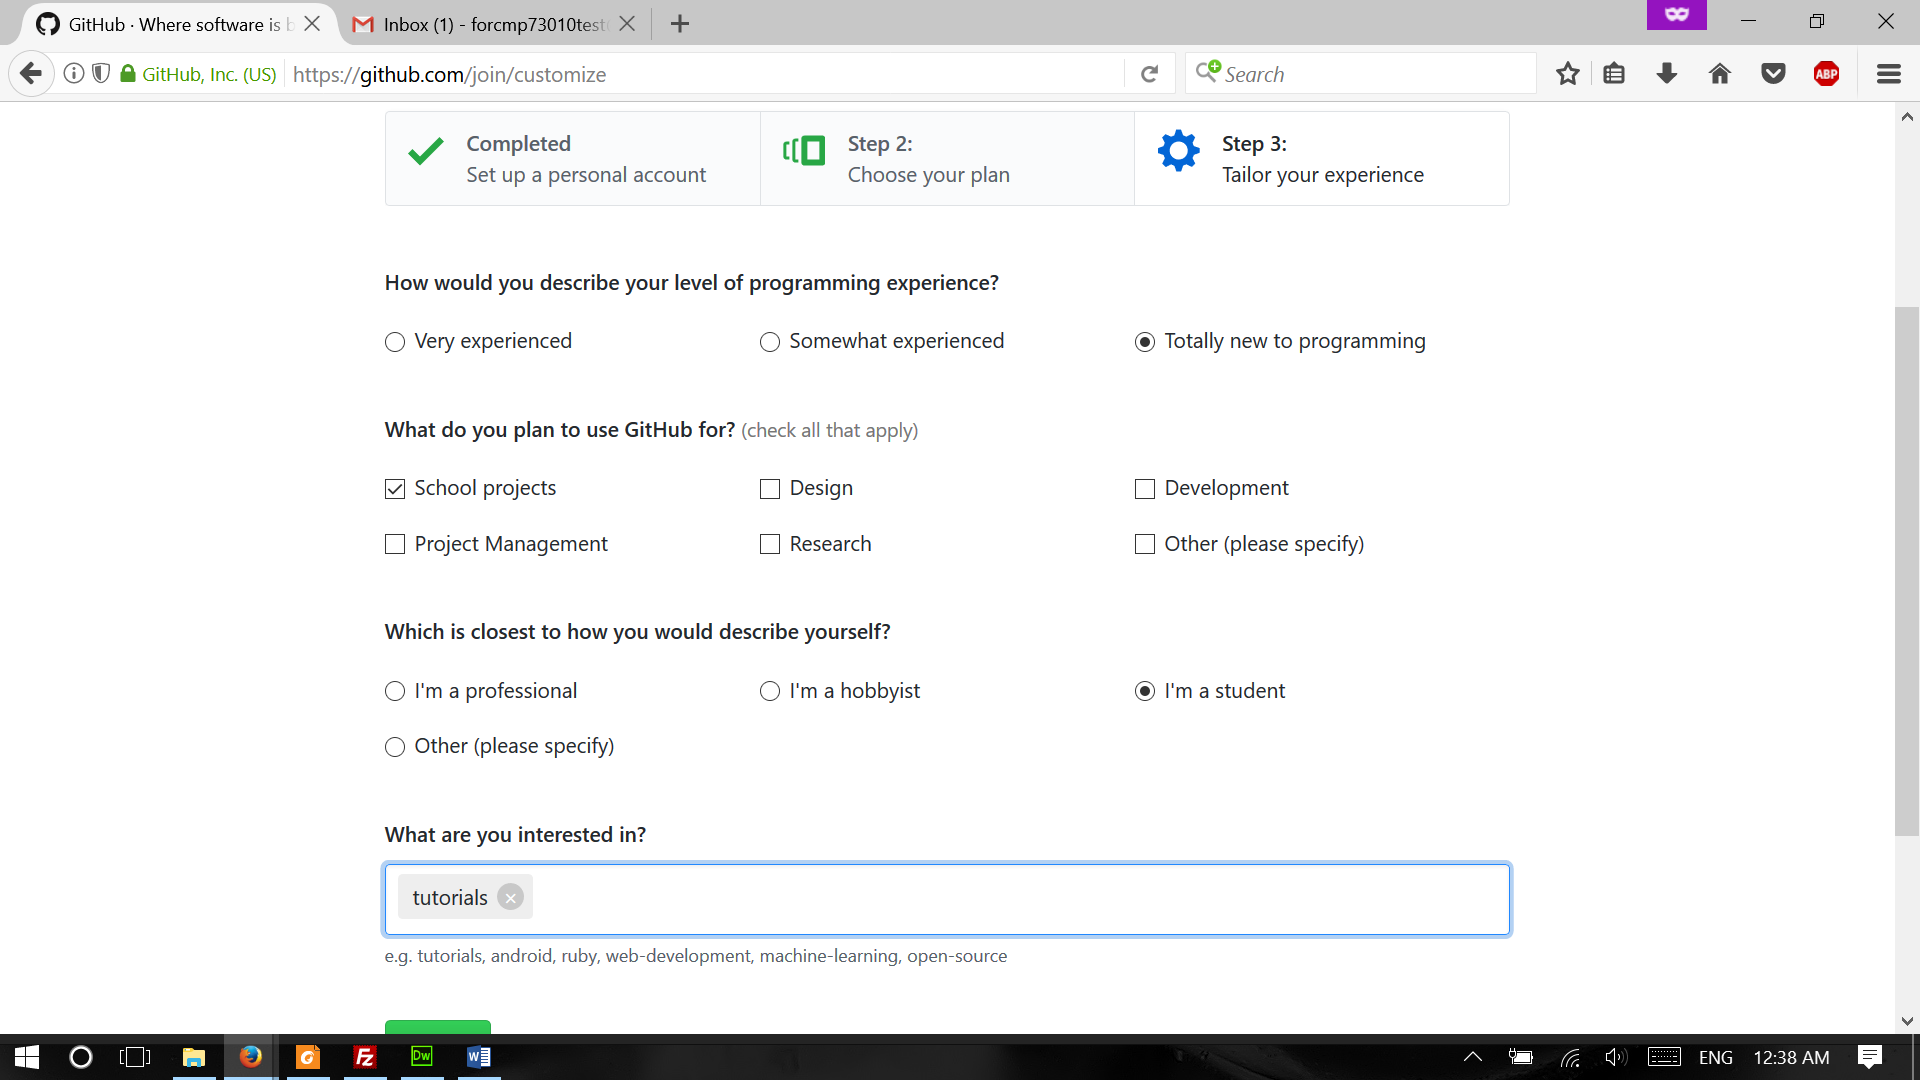 GitHub · Where software is b
Inbox (1) - forcmp73010test
GitHub, Inc. (US)
https://github.com/join/customize
Search
ABP
Completed
Set up a personal account
Step 2:
Choose your plan
Step 3:
Tailor your experience
How would you describe your level of programming experience?
Very experienced
Somewhat experienced
Totally new to programming
What do you plan to use GitHub for? (check all that apply)
School projects
Design
Development
Project Management
Research
Other (please specify)
Which is closest to how you would describe yourself?
I'm a professional
I'm a hobbyist
I'm a student
Other (please specify)
What are you interested in?
tutorials
e.g. tutorials, android, ruby, web-development, machine-learning, open-source
Fz
Dw
W
ENG
12:38 AM